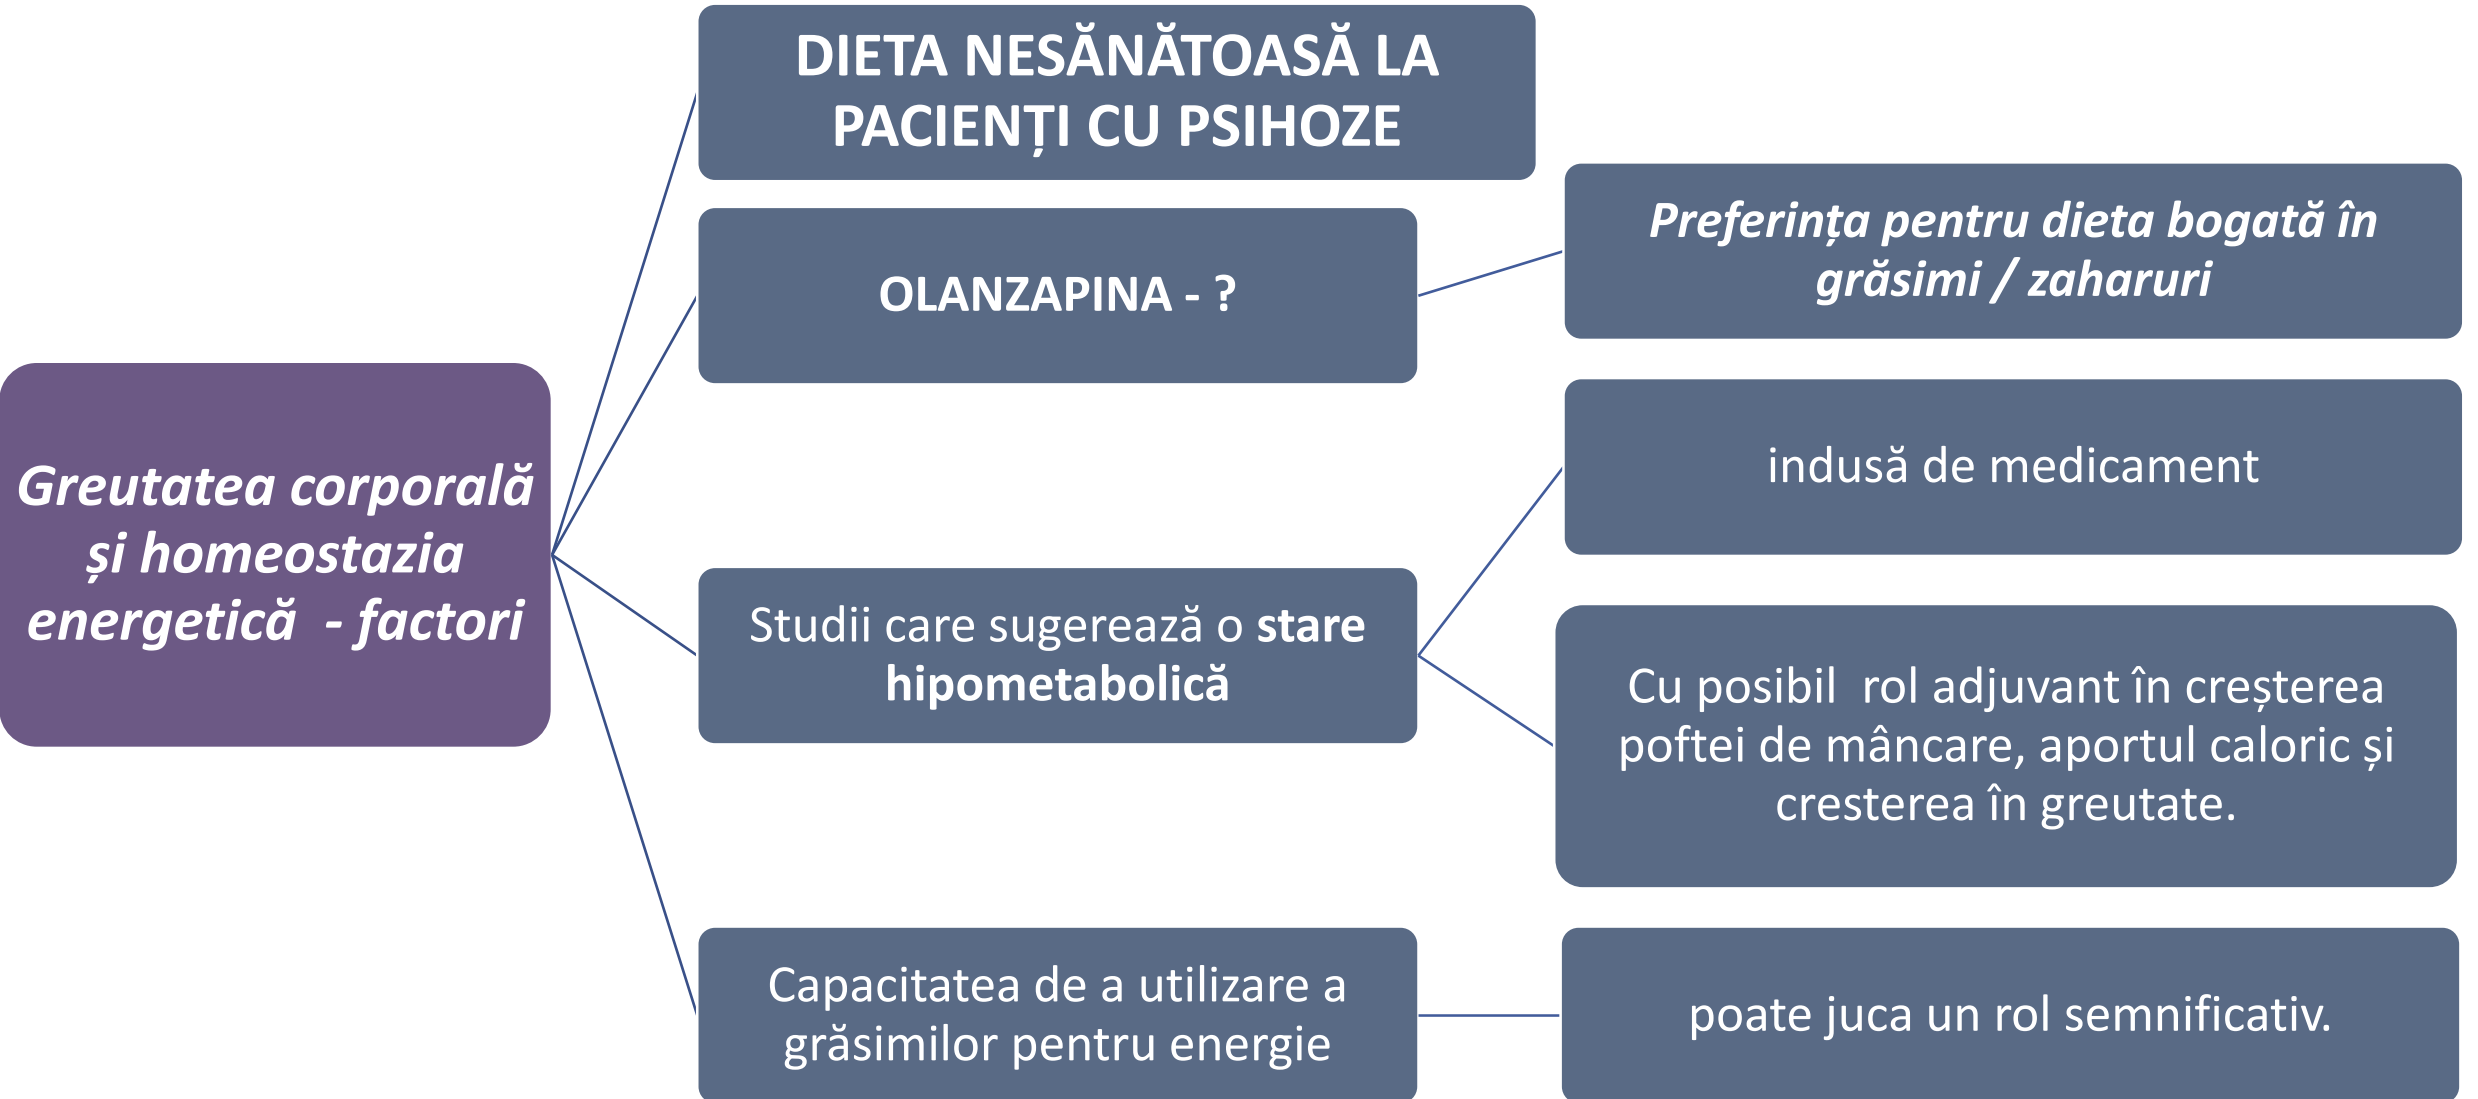 DIETA NESĂNĂTOASĂ LA
PACIENȚI CU PSIHOZE
OLANZAPINA - ?
Preferința pentru dieta bogată în
grăsimi / zaharuri
Greutatea corporală
și homeostazia
energetică - factori
indusă de medicament
Studii care sugerează o stare
hipometabolică
Cu posibil rol adjuvant în creșterea
poftei de mâncare, aportul caloric și
cresterea în greutate.
Capacitatea de a utilizare a
grăsimilor pentru energie
poate juca un rol semnificativ.